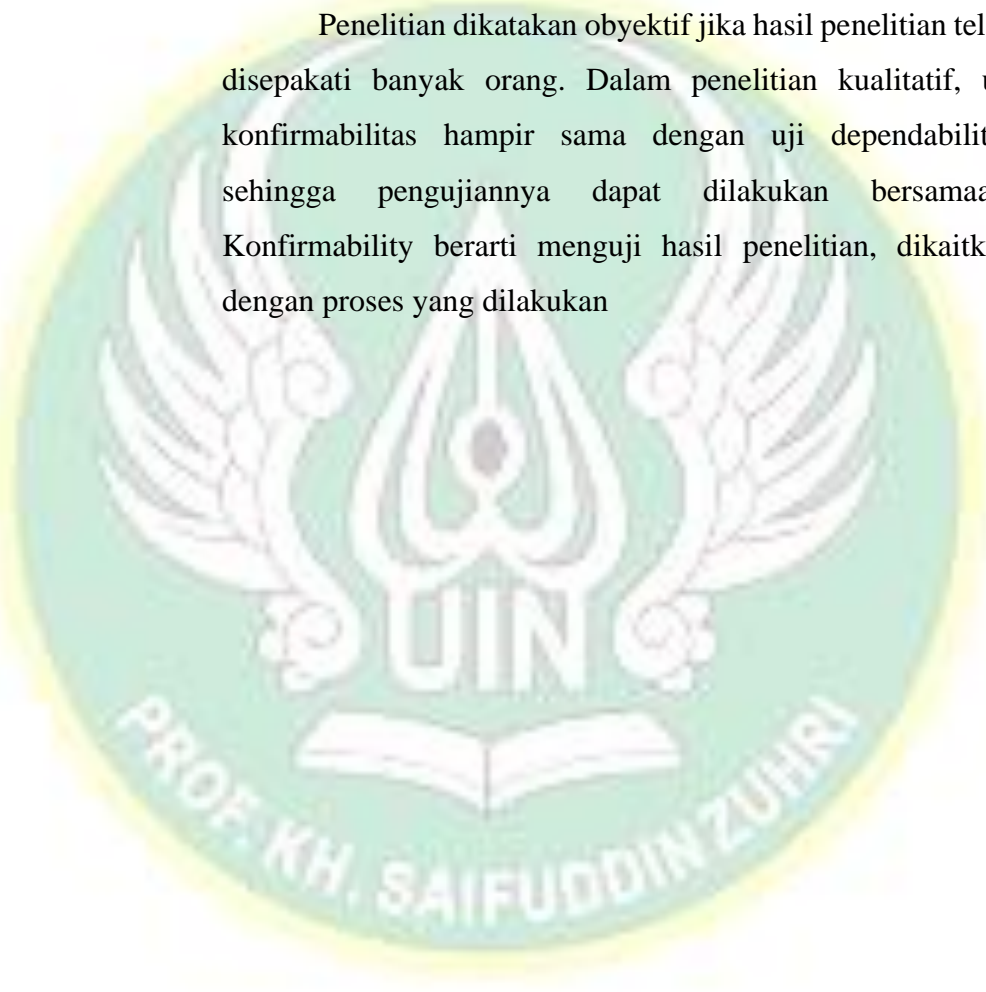 Penelitian dikatakan obyektif jika hasil penelitian tel
disepakati banyak orang. Dalam penelitian kualitatif, u
konfirmabilitas hampir sama dengan uji dependabilit
sehingga pengujiannya dapat dilakukan bersamaa
Konfirmability berarti menguji hasil penelitian, dikaitk
dengan proses yang dilakukan
UIN
PROF. KH. SAIFUDDIN ZUHRI